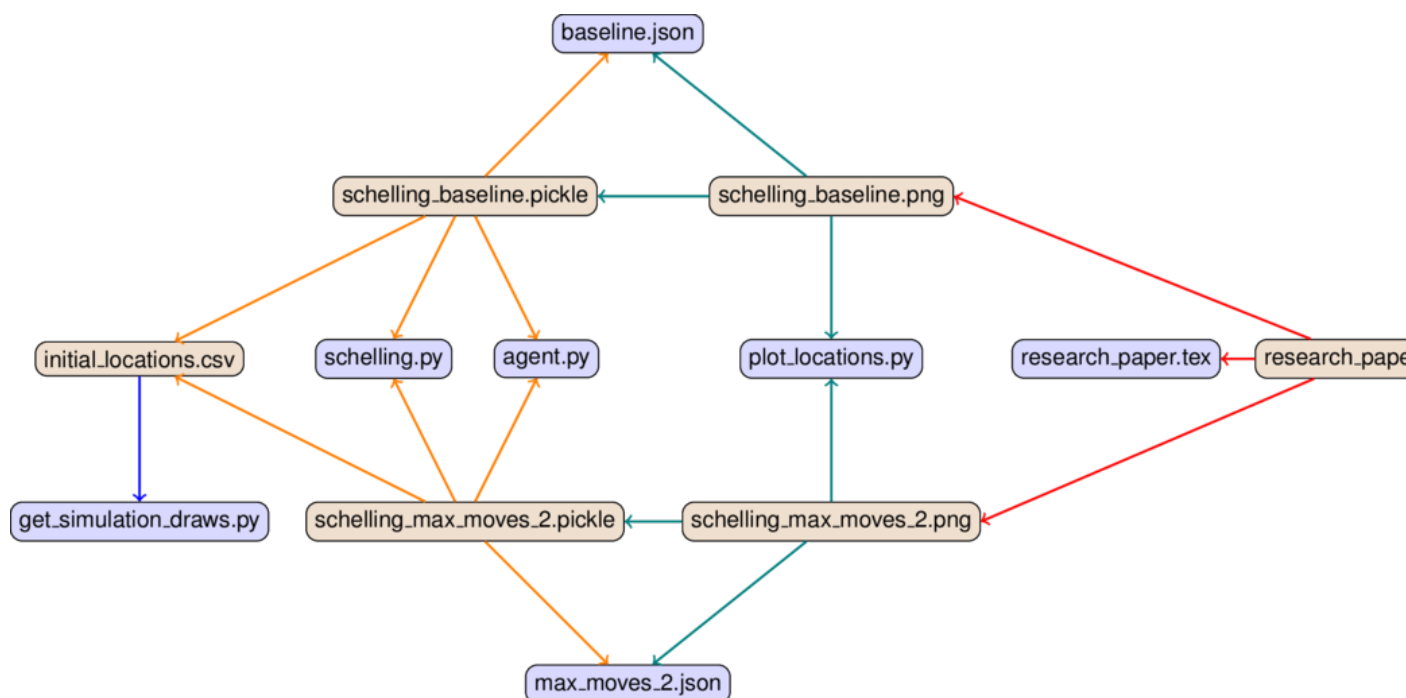 baseline.json
schelling_baseline.pickle
schelling_baseline.png
initial_locations.csv
schelling.py
agent.py
plot_locations.py
research_paper.tex
research_pape
get_simulation_draws.py
schelling_max_moves_2.pickle
schelling_max_moves_2.png
max_moves_2.json